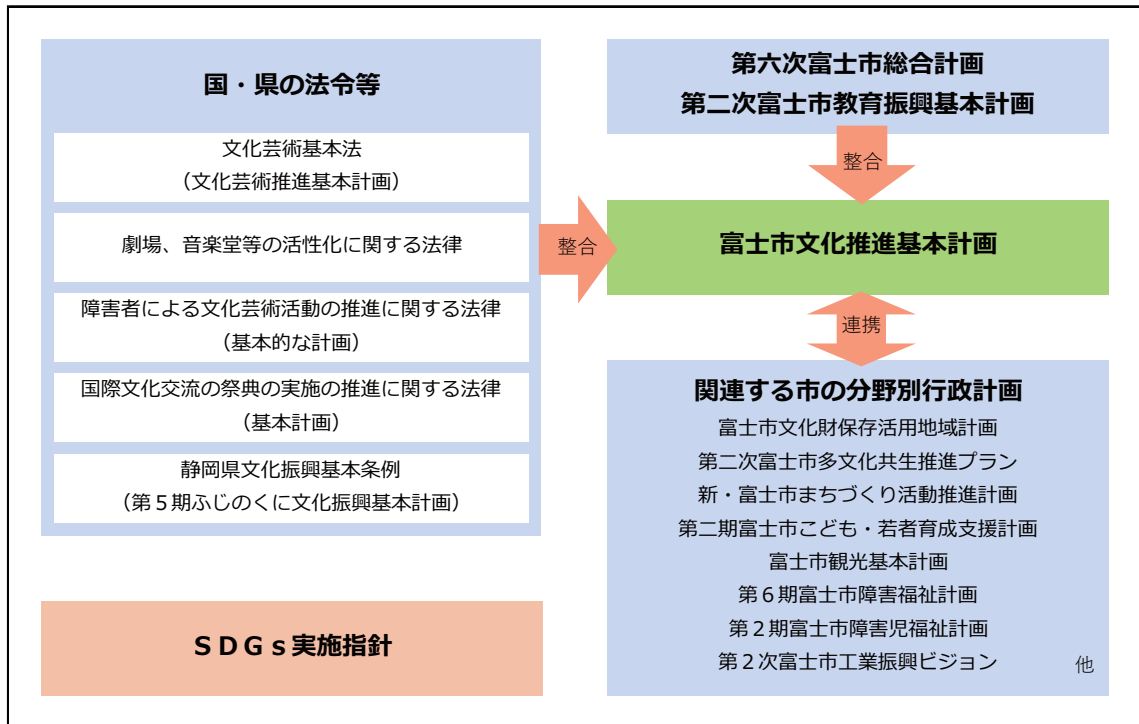 国・県の法令等
文化芸術基本法
（文化芸術推進基本計画）
劇場、音楽堂等の活性化に関する法律
障害者による文化芸術活動の推進に関する法律
（基本的な計画）
国際文化交流の祭典の実施の推進に関する法律
（基本計画）
静岡県文化振興基本条例
（第５期ふじのくに文化振興基本計画）
ＳＤＧｓ実施指針
整合
第六次富士市総合計画
第二次富士市教育振興基本計画
整合
富士市文化推進基本計画
連携
関連する市の分野別行政計画
富士市文化財保存活用地域計画
第二次富士市多文化共生推進プラン
新・富士市まちづくり活動推進計画
第二期富士市こども・若者育成支援計画
富士市観光基本計画
第６期富士市障害福祉計画
第２期富士市障害児福祉計画
第２次富士市工業振興ビジョン
他